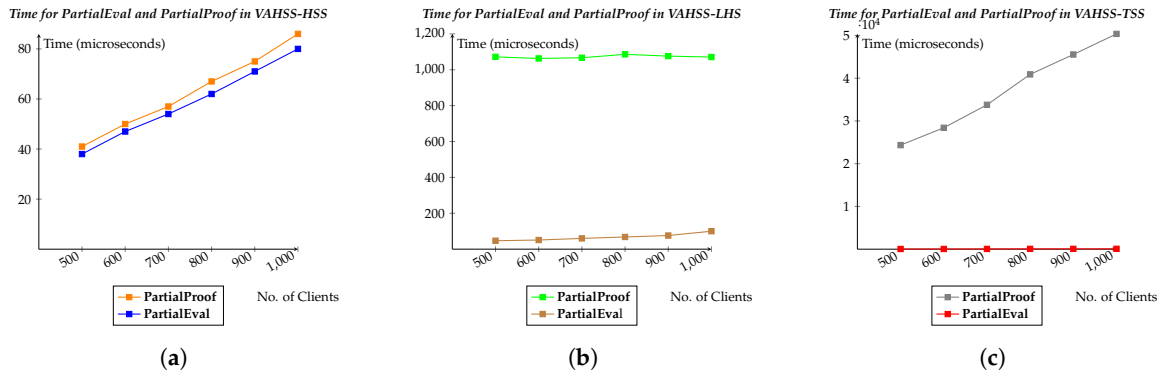 Time for PartialEval and PartialProof in VAHSS-HSS
Time (microseconds)
80
60
40
20
500
600
700
800
900
1,000
No. of Clients
PartialProof
PartialEval
(a)
Time for PartialEval and PartialProof in VAHSS-LHS
1,200
Time (microseconds)
1,000
800
600
400
200
500
600
700
800
900
1,000
No. of Clients
PartialProof
PartialEval
(b)
Time for PartialEval and PartialProof in VAHSS-TSS
·10⁴
5
Time (microseconds)
4
3
2
1
500
600
700
800
900
1,000
No. of Clients
PartialProof
PartialEval
(c)